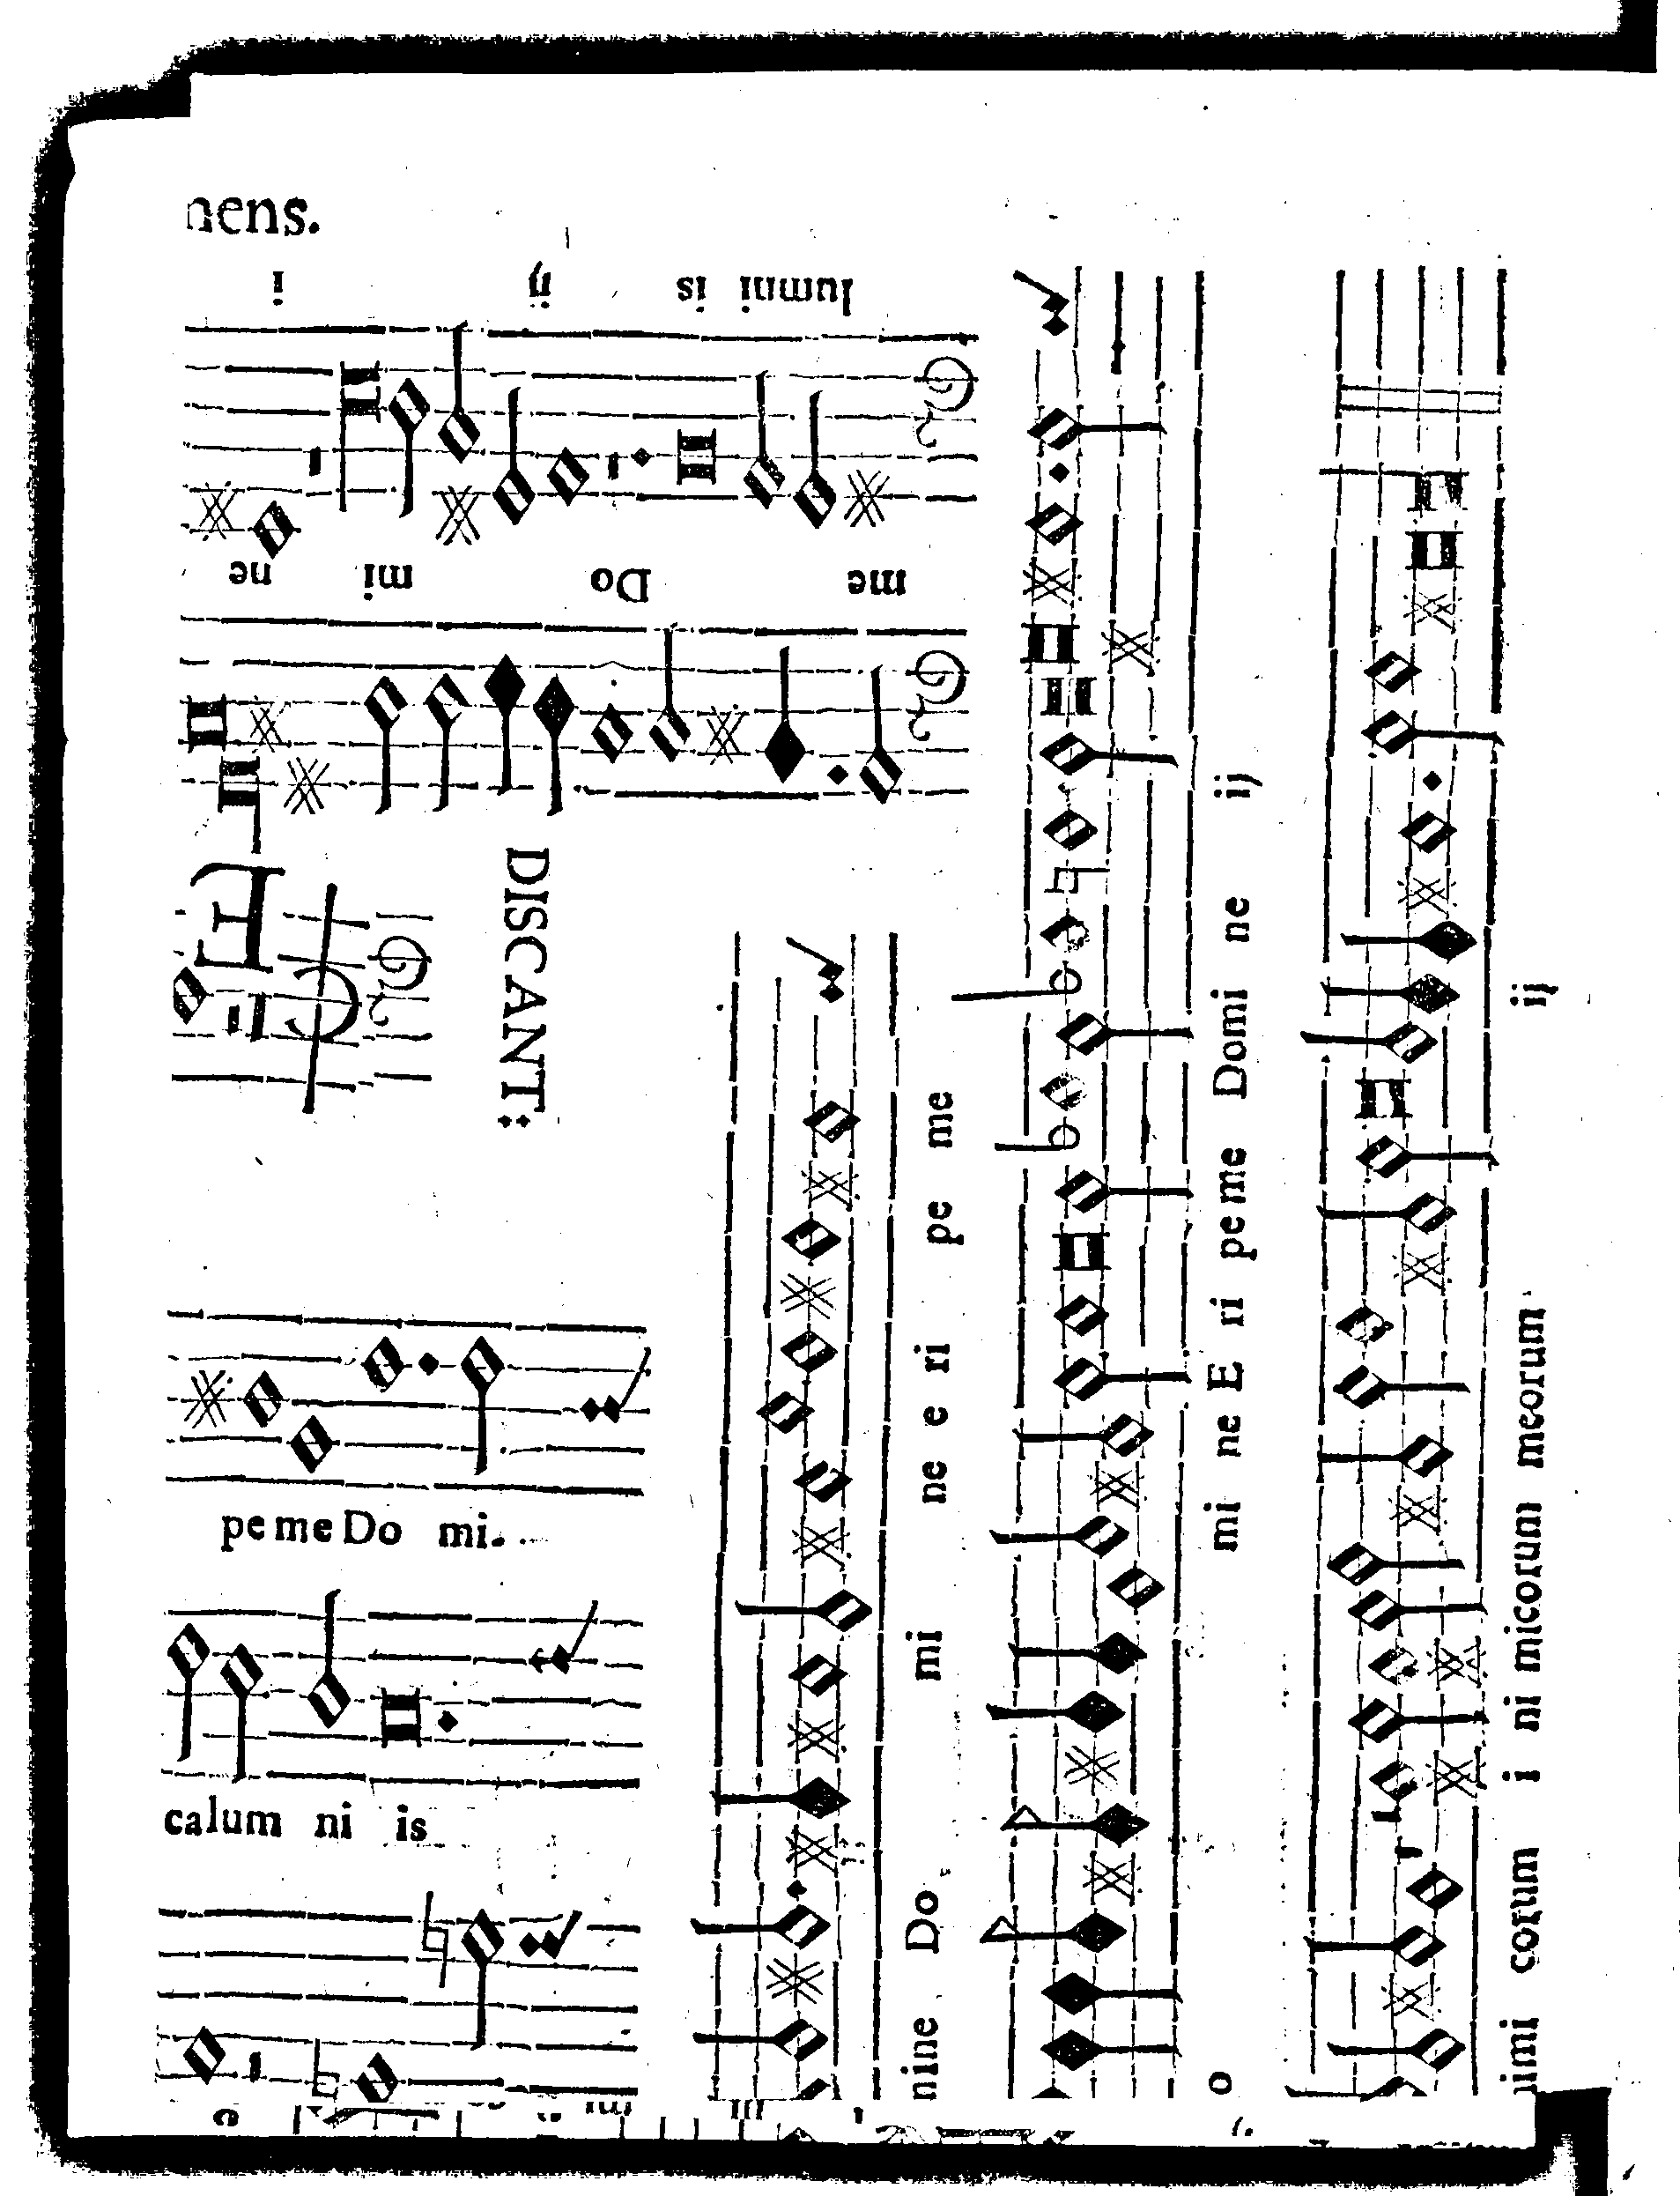 nens.
lumni is ij i
me Do mi ne
DISCANT:
pe me Do mi.
calum ni is
e
nine Do mi ne e ri pe me
o mi ne E ri pe me Domi ne ij
corum i ni micorum meorum ij